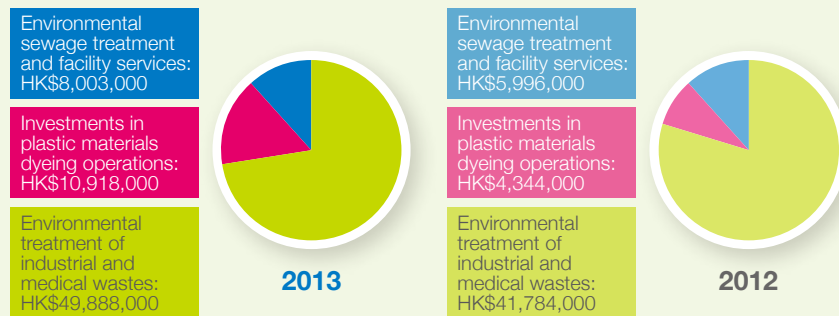 Environmental
sewage treatment
and facility services:
HK$8,003,000
Investments in
plastic materials
dyeing operations:
HK$10,918,000
Environmental
treatment of
industrial and
medical wastes:
HK$49,888,000
2013
Environmental
sewage treatment
and facility services:
HK$5,996,000
Investments in
plastic materials
dyeing operations:
HK$4,344,000
Environmental
treatment of
industrial and
medical wastes:
HK$41,784,000
2012